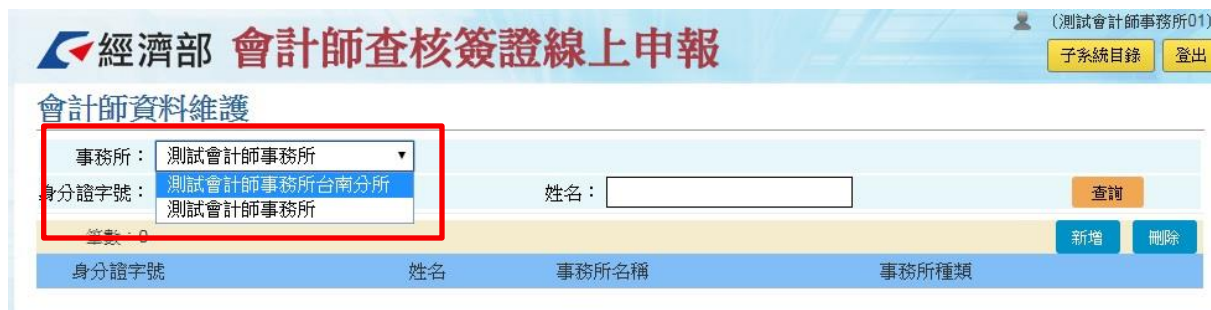 (測試會計師事務所01)
經濟部 會計師查核簽證線上申報
子系統目錄 登出
會計師資料維護
事務所： 測試會計師事務所
身分證字號： 測試會計師事務所台南分所 姓名： 查詢
測試會計師事務所
筆數：0 新增 刪除
身分證字號 姓名 事務所名稱 事務所種類